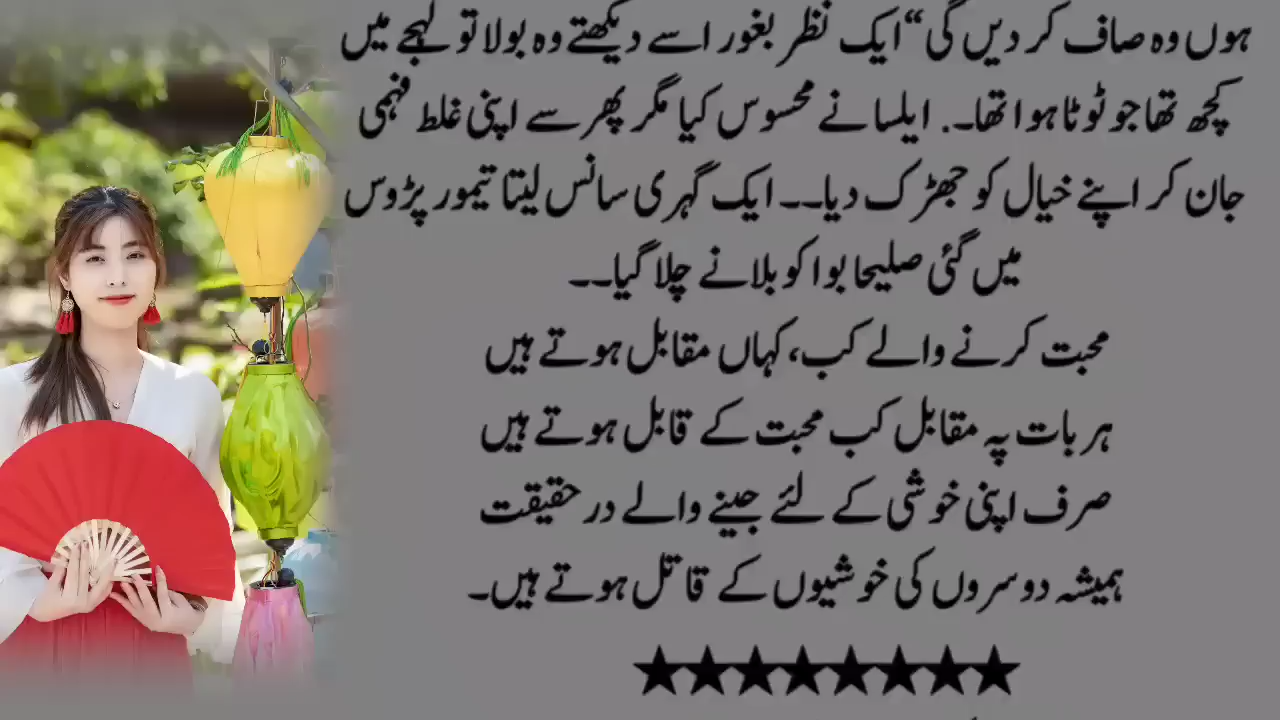 ہوں وہ صاف کر دیں گی“ ایک نظر بغور اسے دیکھتے وہ بولا تو لہجے میں
کچھ تھا جو ٹوٹا ہوا تھا۔. ایلسا نے محسوس کیا مگر پھر سے اپنی غلط فہمی
جان کر اپنے خیال کو جھڑک دیا۔۔ ایک گہری سانس لیتا تیمور پڑوس
میں گئی صلیحا بوا کو بلانے چلا گیا۔۔
محبت کرنے والے کب، کہاں مقابل ہوتے ہیں
ہر بات پہ مقابل کب محبت کے قابل ہوتے ہیں
صرف اپنی خوشی کے لئے جینے والے در حقیقت
ہمیشہ دوسروں کی خوشیوں کے قاتل ہوتے ہیں۔
★★★★★★★★